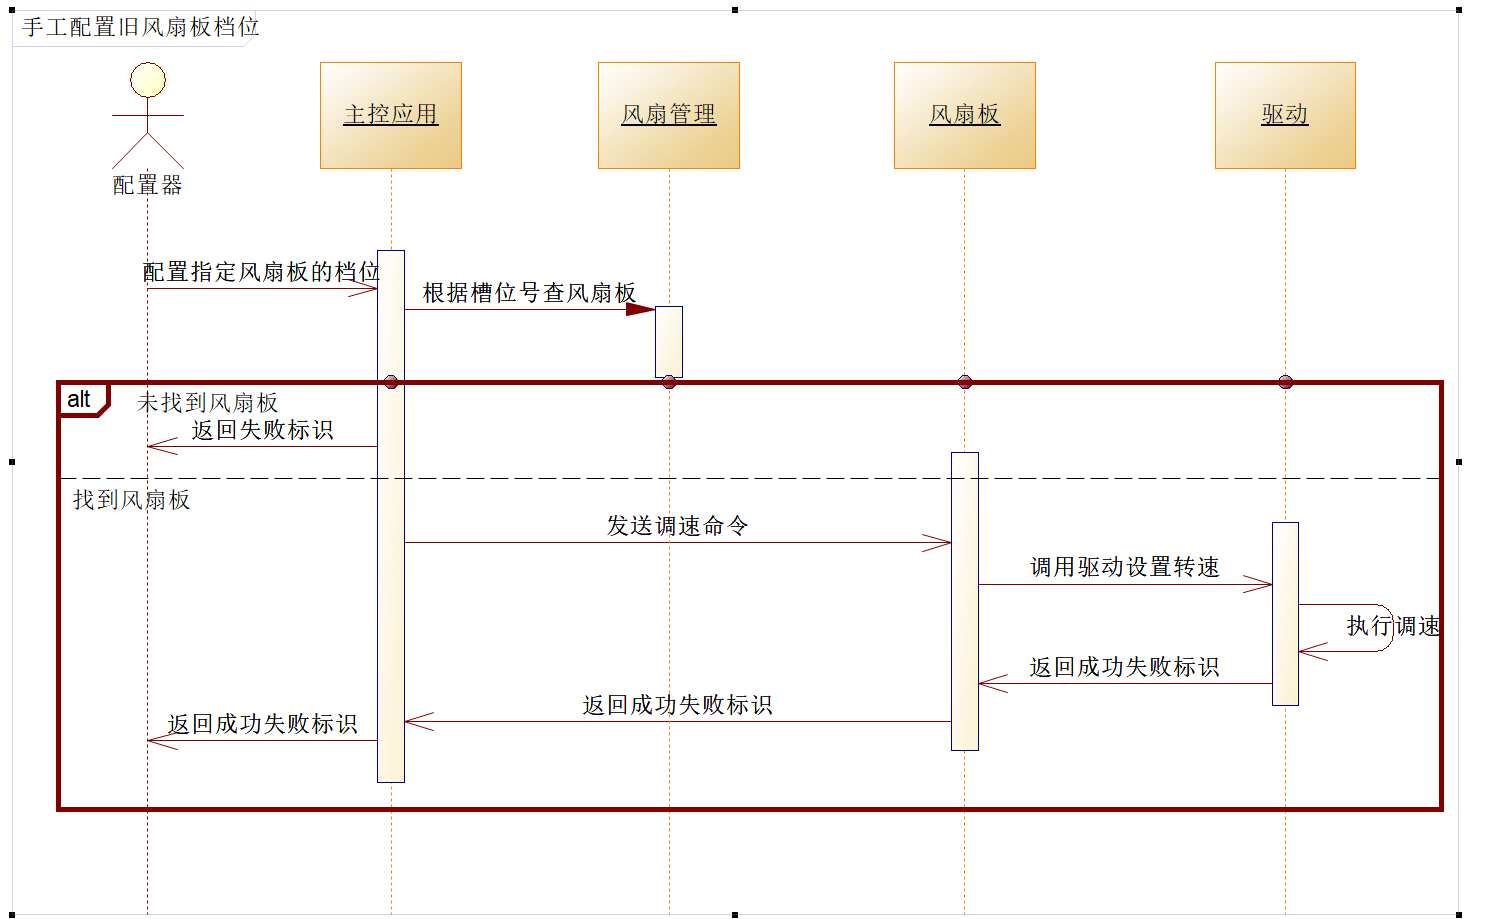 手工配置旧风扇板档位
配置器
主控应用
风扇管理
风扇板
驱动
配置指定风扇板的档位
根据槽位号查风扇板
alt
未找到风扇板
返回失败标识
找到风扇板
发送调速命令
调用驱动设置转速
执行调速
返回成功失败标识
返回成功失败标识
返回成功失败标识